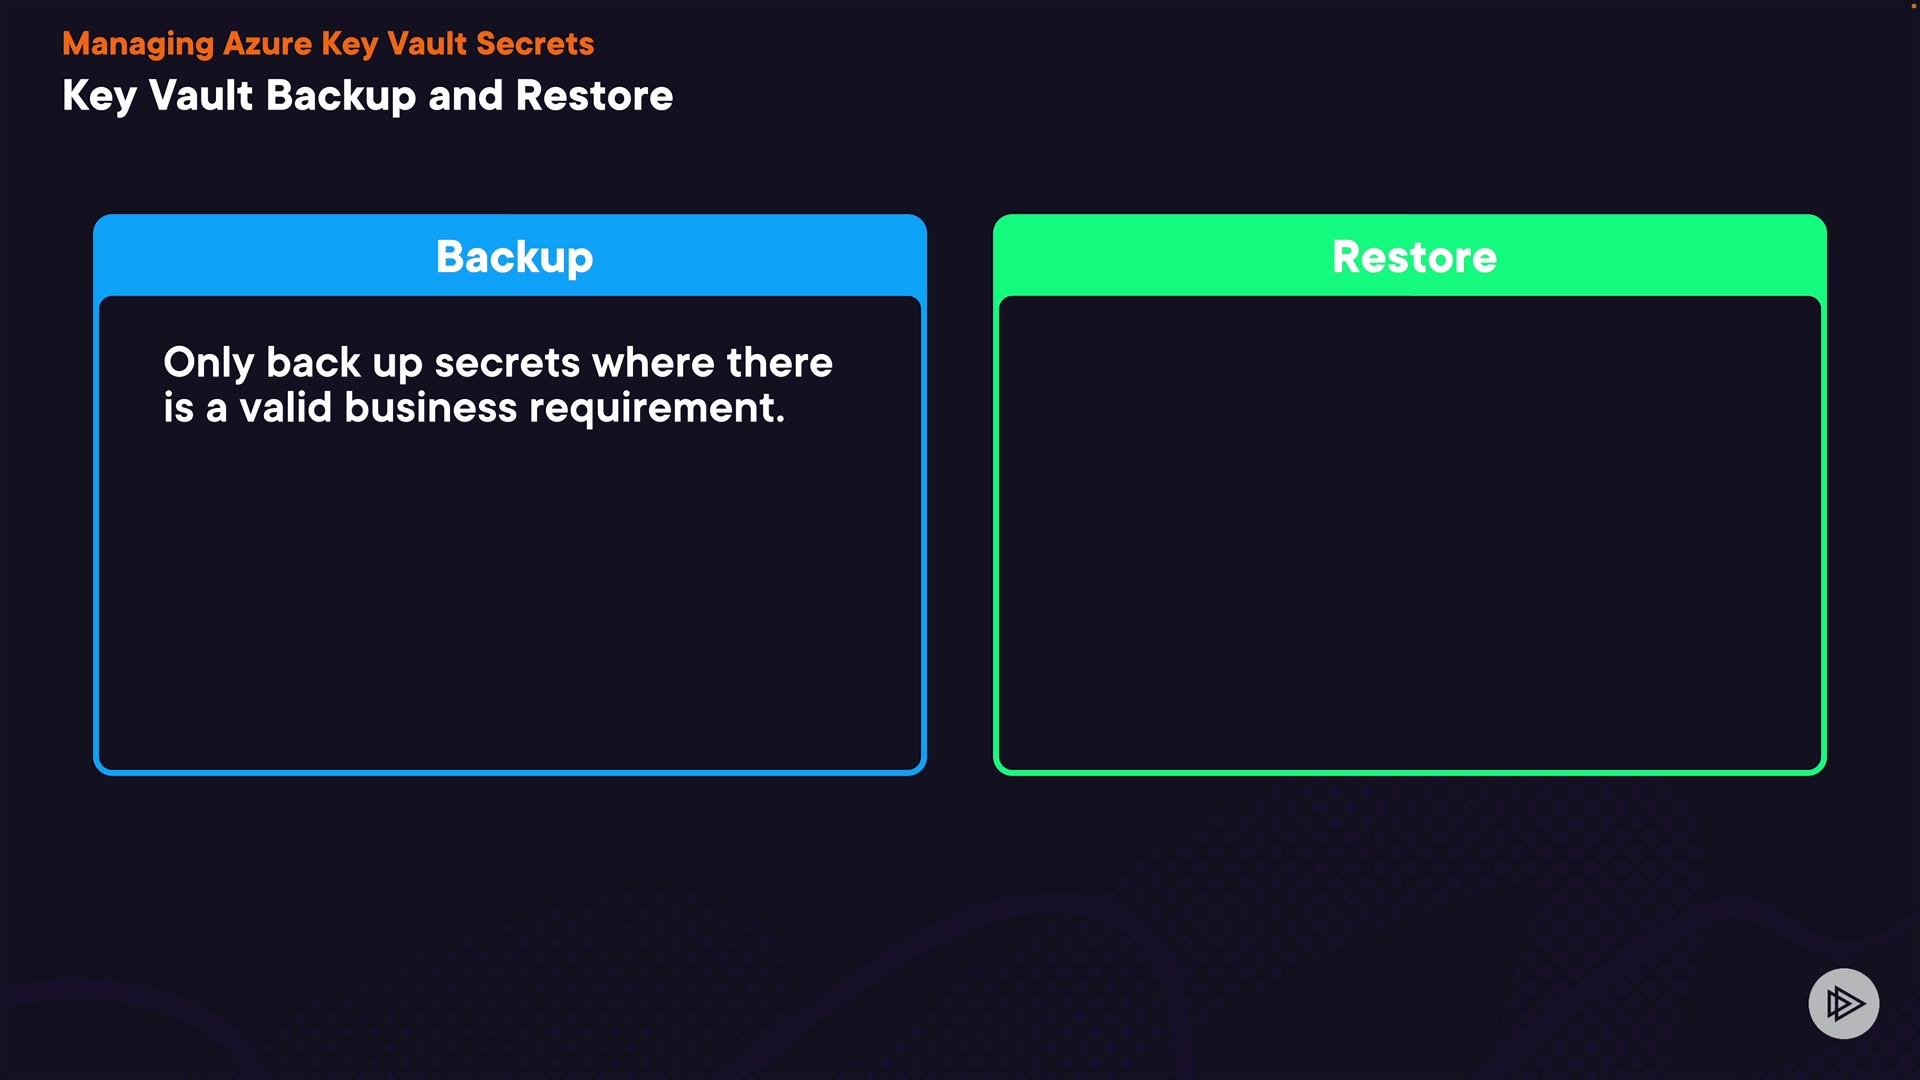 Managing Azure Key Vault Secrets
Key Vault Backup and Restore
Backup
Only back up secrets where there
is a valid business requirement.
Restore